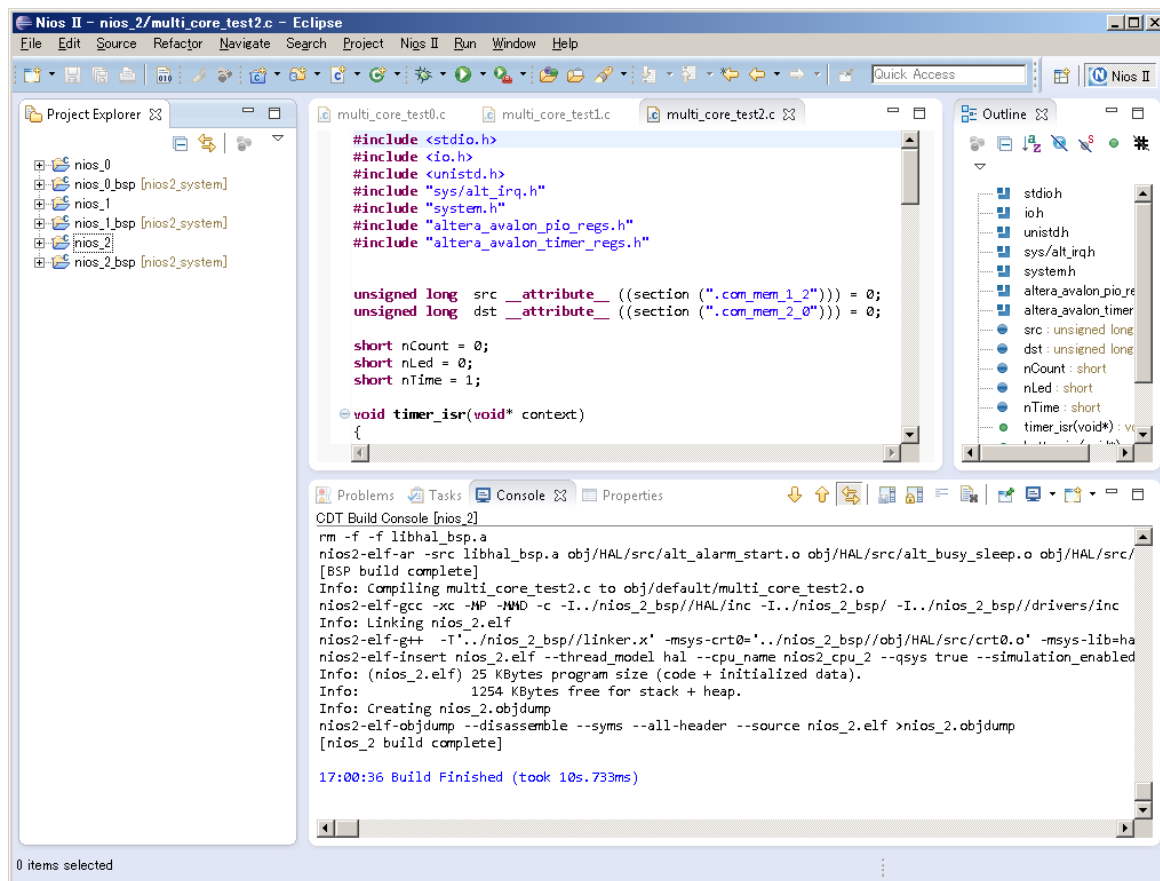 Nios II - nios_2/multi_core_test2.c - Eclipse
File Edit Source Refactor Navigate Search Project Nios II Run Window Help
Quick Access
Nios II
Project Explorer
nios_0
nios_0_bsp [nios2_system]
nios_1
nios_1_bsp [nios2_system]
nios_2
nios_2_bsp [nios2_system]
multi_core_test0.c multi_core_test1.c multi_core_test2.c
#include <stdio.h>
#include <io.h>
#include <unistd.h>
#include "sys/alt_irq.h"
#include "system.h"
#include "altera_avalon_pio_regs.h"
#include "altera_avalon_timer_regs.h"
unsigned long src __attribute__ ((section (".com_mem_1_2"))) = 0;
unsigned long dst __attribute__ ((section (".com_mem_2_0"))) = 0;
short nCount = 0;
short nLed = 0;
short nTime = 1;
void timer_isr(void* context)
{
Outline
stdio.h
io.h
unistd.h
sys/alt_irq.h
system.h
altera_avalon_pio_re
altera_avalon_timer
src : unsigned long
dst : unsigned long
nCount : short
nLed : short
nTime : short
timer_isr(void*) : vo
Problems Tasks Console Properties
CDT Build Console [nios_2]
rm -f -f libhal_bsp.a
nios2-elf-ar -src libhal_bsp.a obj/HAL/src/alt_alarm_start.o obj/HAL/src/alt_busy_sleep.o obj/HAL/src/
[BSP build complete]
Info: Compiling multi_core_test2.c to obj/default/multi_core_test2.o
nios2-elf-gcc -xc -MP -MMD -c -I../nios_2_bsp//HAL/inc -I../nios_2_bsp/ -I../nios_2_bsp//drivers/inc
Info: Linking nios_2.elf
nios2-elf-g++ -T'../nios_2_bsp//linker.x' -msys-crt0='../nios_2_bsp//obj/HAL/src/crt0.o' -msys-lib=ha
nios2-elf-insert nios_2.elf --thread_model hal --cpu_name nios2_cpu_2 --qsys true --simulation_enabled
Info: (nios_2.elf) 25 KBytes program size (code + initialized data).
Info: 1254 KBytes free for stack + heap.
Info: Creating nios_2.objdump
nios2-elf-objdump --disassemble --syms --all-header --source nios_2.elf >nios_2.objdump
[nios_2 build complete]
17:00:36 Build Finished (took 10s.733ms)
0 items selected